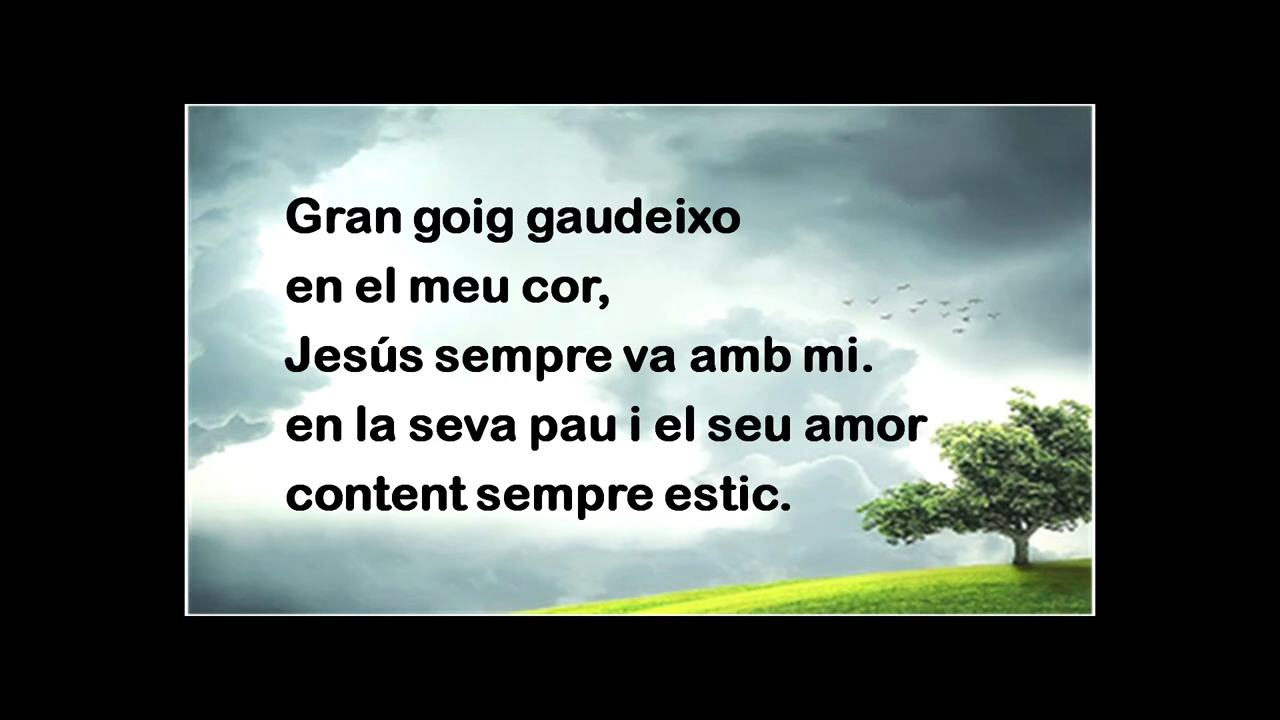 Gran goig gaudeixo
en el meu cor,
Jesús sempre va amb mi.
en la seva pau i el seu amor
content sempre estic.